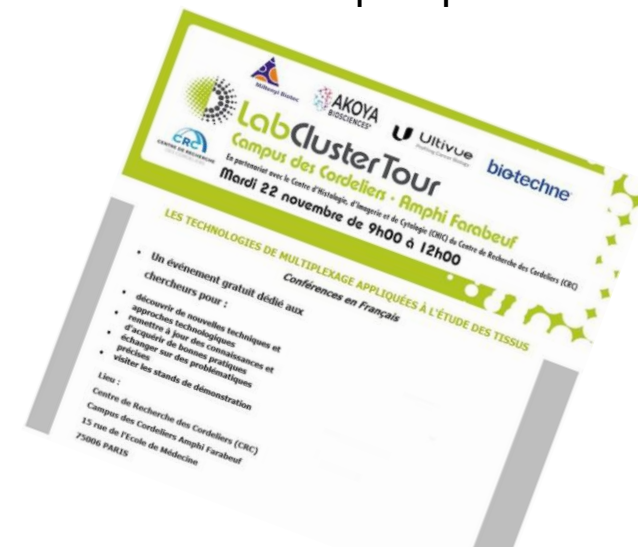 Miltenyi Biotec
AKOYA
BIOSCIENCES
Ultivue
bio-techne
CRC
CENTRE DE RECHERCHE
DES CORDELIERS
LabClusterTour
Campus des Cordeliers - Amphi Farabeuf
En partenariat avec le Centre d'Histologie, d'Imagerie et de Cytologie (CHIC) du Centre de Recherche des Cordeliers (CRC)
Mardi 22 novembre de 9h00 à 12h00
LES TECHNOLOGIES DE MULTIPLEXAGE APPLIQUÉES À L'ÉTUDE DES TISSUS
Conférences en Français
• Un événement gratuit dédié aux
chercheurs pour :
• découvrir de nouvelles techniques et
approches technologiques
• remettre à jour des connaissances et
d'acquérir de bonnes pratiques
• échanger sur des problématiques
précises
• visiter les stands de démonstration
Lieu :
Centre de Recherche des Cordeliers (CRC)
Campus des Cordeliers Amphi Farabeuf
15 rue de l'Ecole de Médecine
75006 PARIS